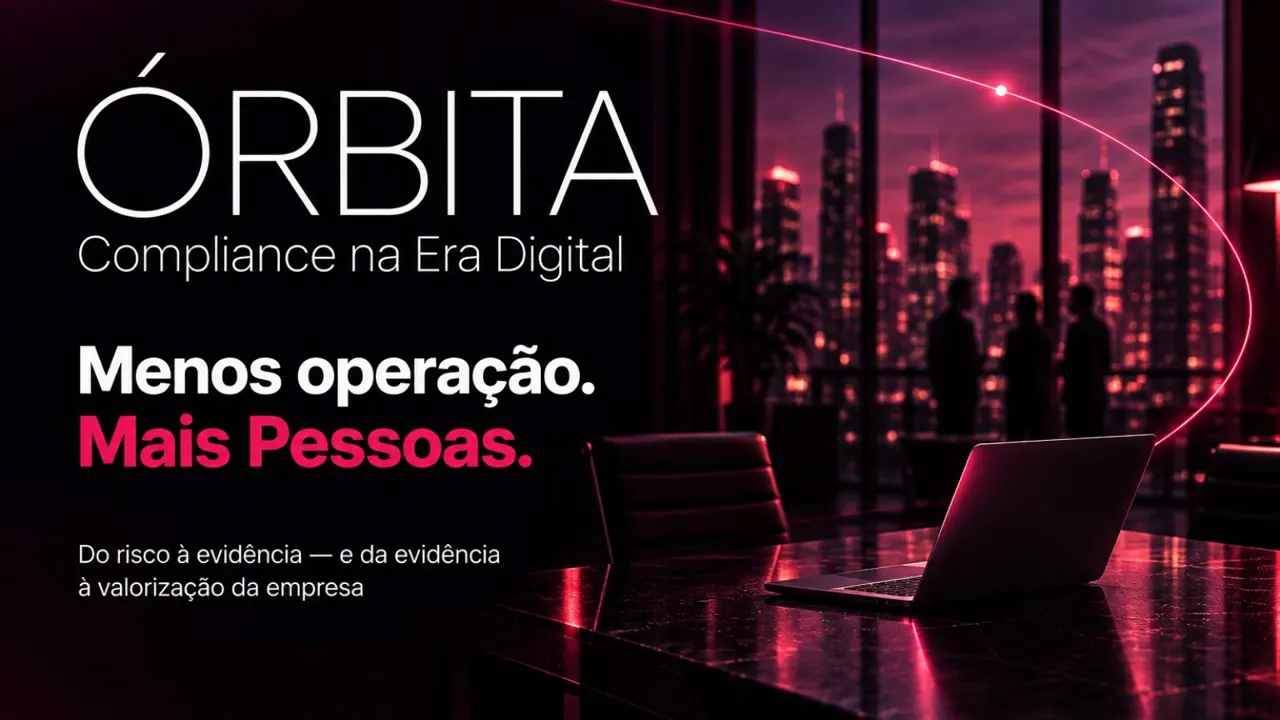 ÓRBITA
Compliance na Era Digital
Menos operação.
Mais Pessoas.
Do risco à evidência — e da evidência
à valorização da empresa